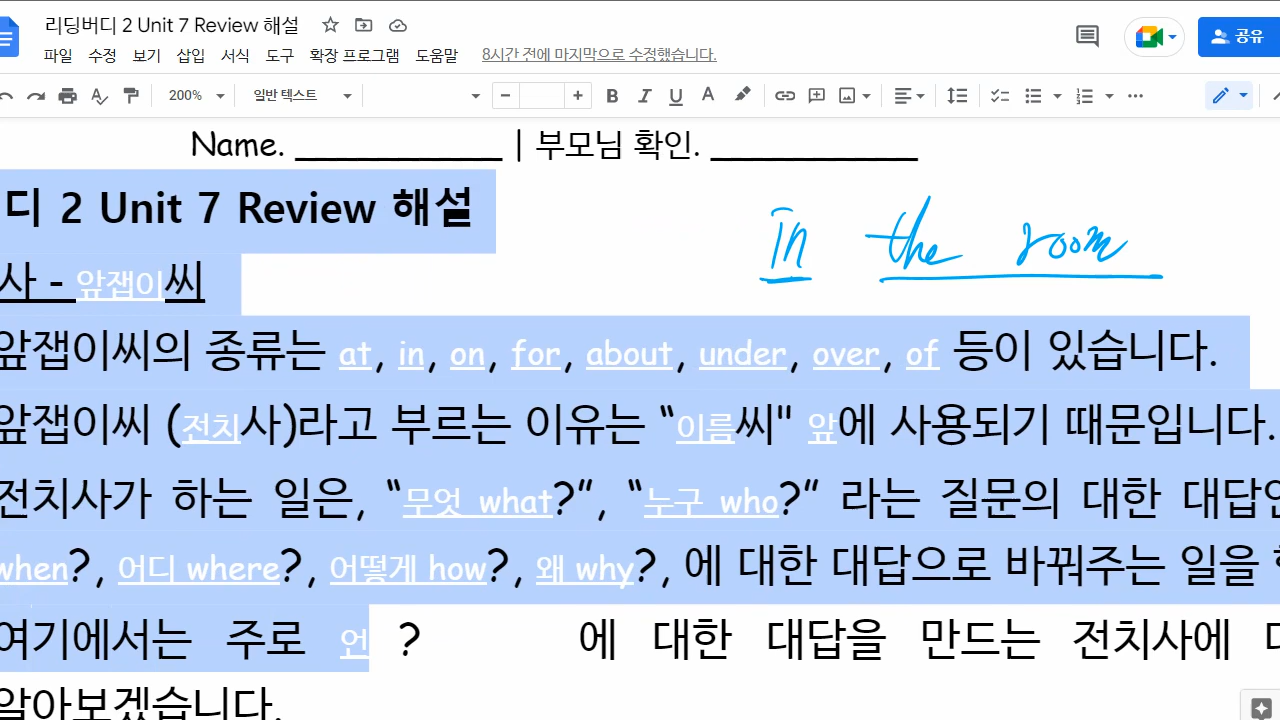 리딩버디 2 Unit 7 Review 해설
파일 수정 보기 삽입 서식 도구 확장 프로그램 도움말 8시간 전에 마지막으로 수정했습니다.
공유
200% 일반 텍스트
Name. ____________ | 부모님 확인. ____________
디 2 Unit 7 Review 해설
in the room
사 - 앞잽이씨
앞잽이씨의 종류는 at, in, on, for, about, under, over, of 등이 있습니다.
앞잽이씨 (전치사)라고 부르는 이유는 “이름씨" 앞에 사용되기 때문입니다.
전치사가 하는 일은, “무엇 what?”, “누구 who?” 라는 질문의 대한 대답인
when?, 어디 where?, 어떻게 how?, 왜 why?, 에 대한 대답으로 바꿔주는 일을
여기에서는 주로 언 ? 에 대한 대답을 만드는 전치사에
알아보겠습니다.